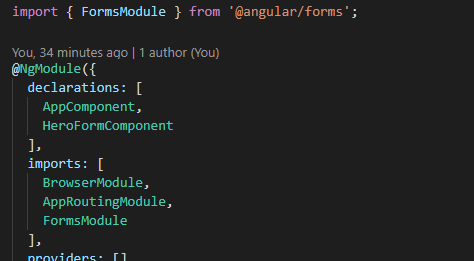 import { FormsModule } from '@angular/forms';
You, 34 minutes ago | 1 author (You)
@NgModule({
  declarations: [
    AppComponent,
    HeroFormComponent
  ],
  imports: [
    BrowserModule,
    AppRoutingModule,
    FormsModule
  ],
  providers: []